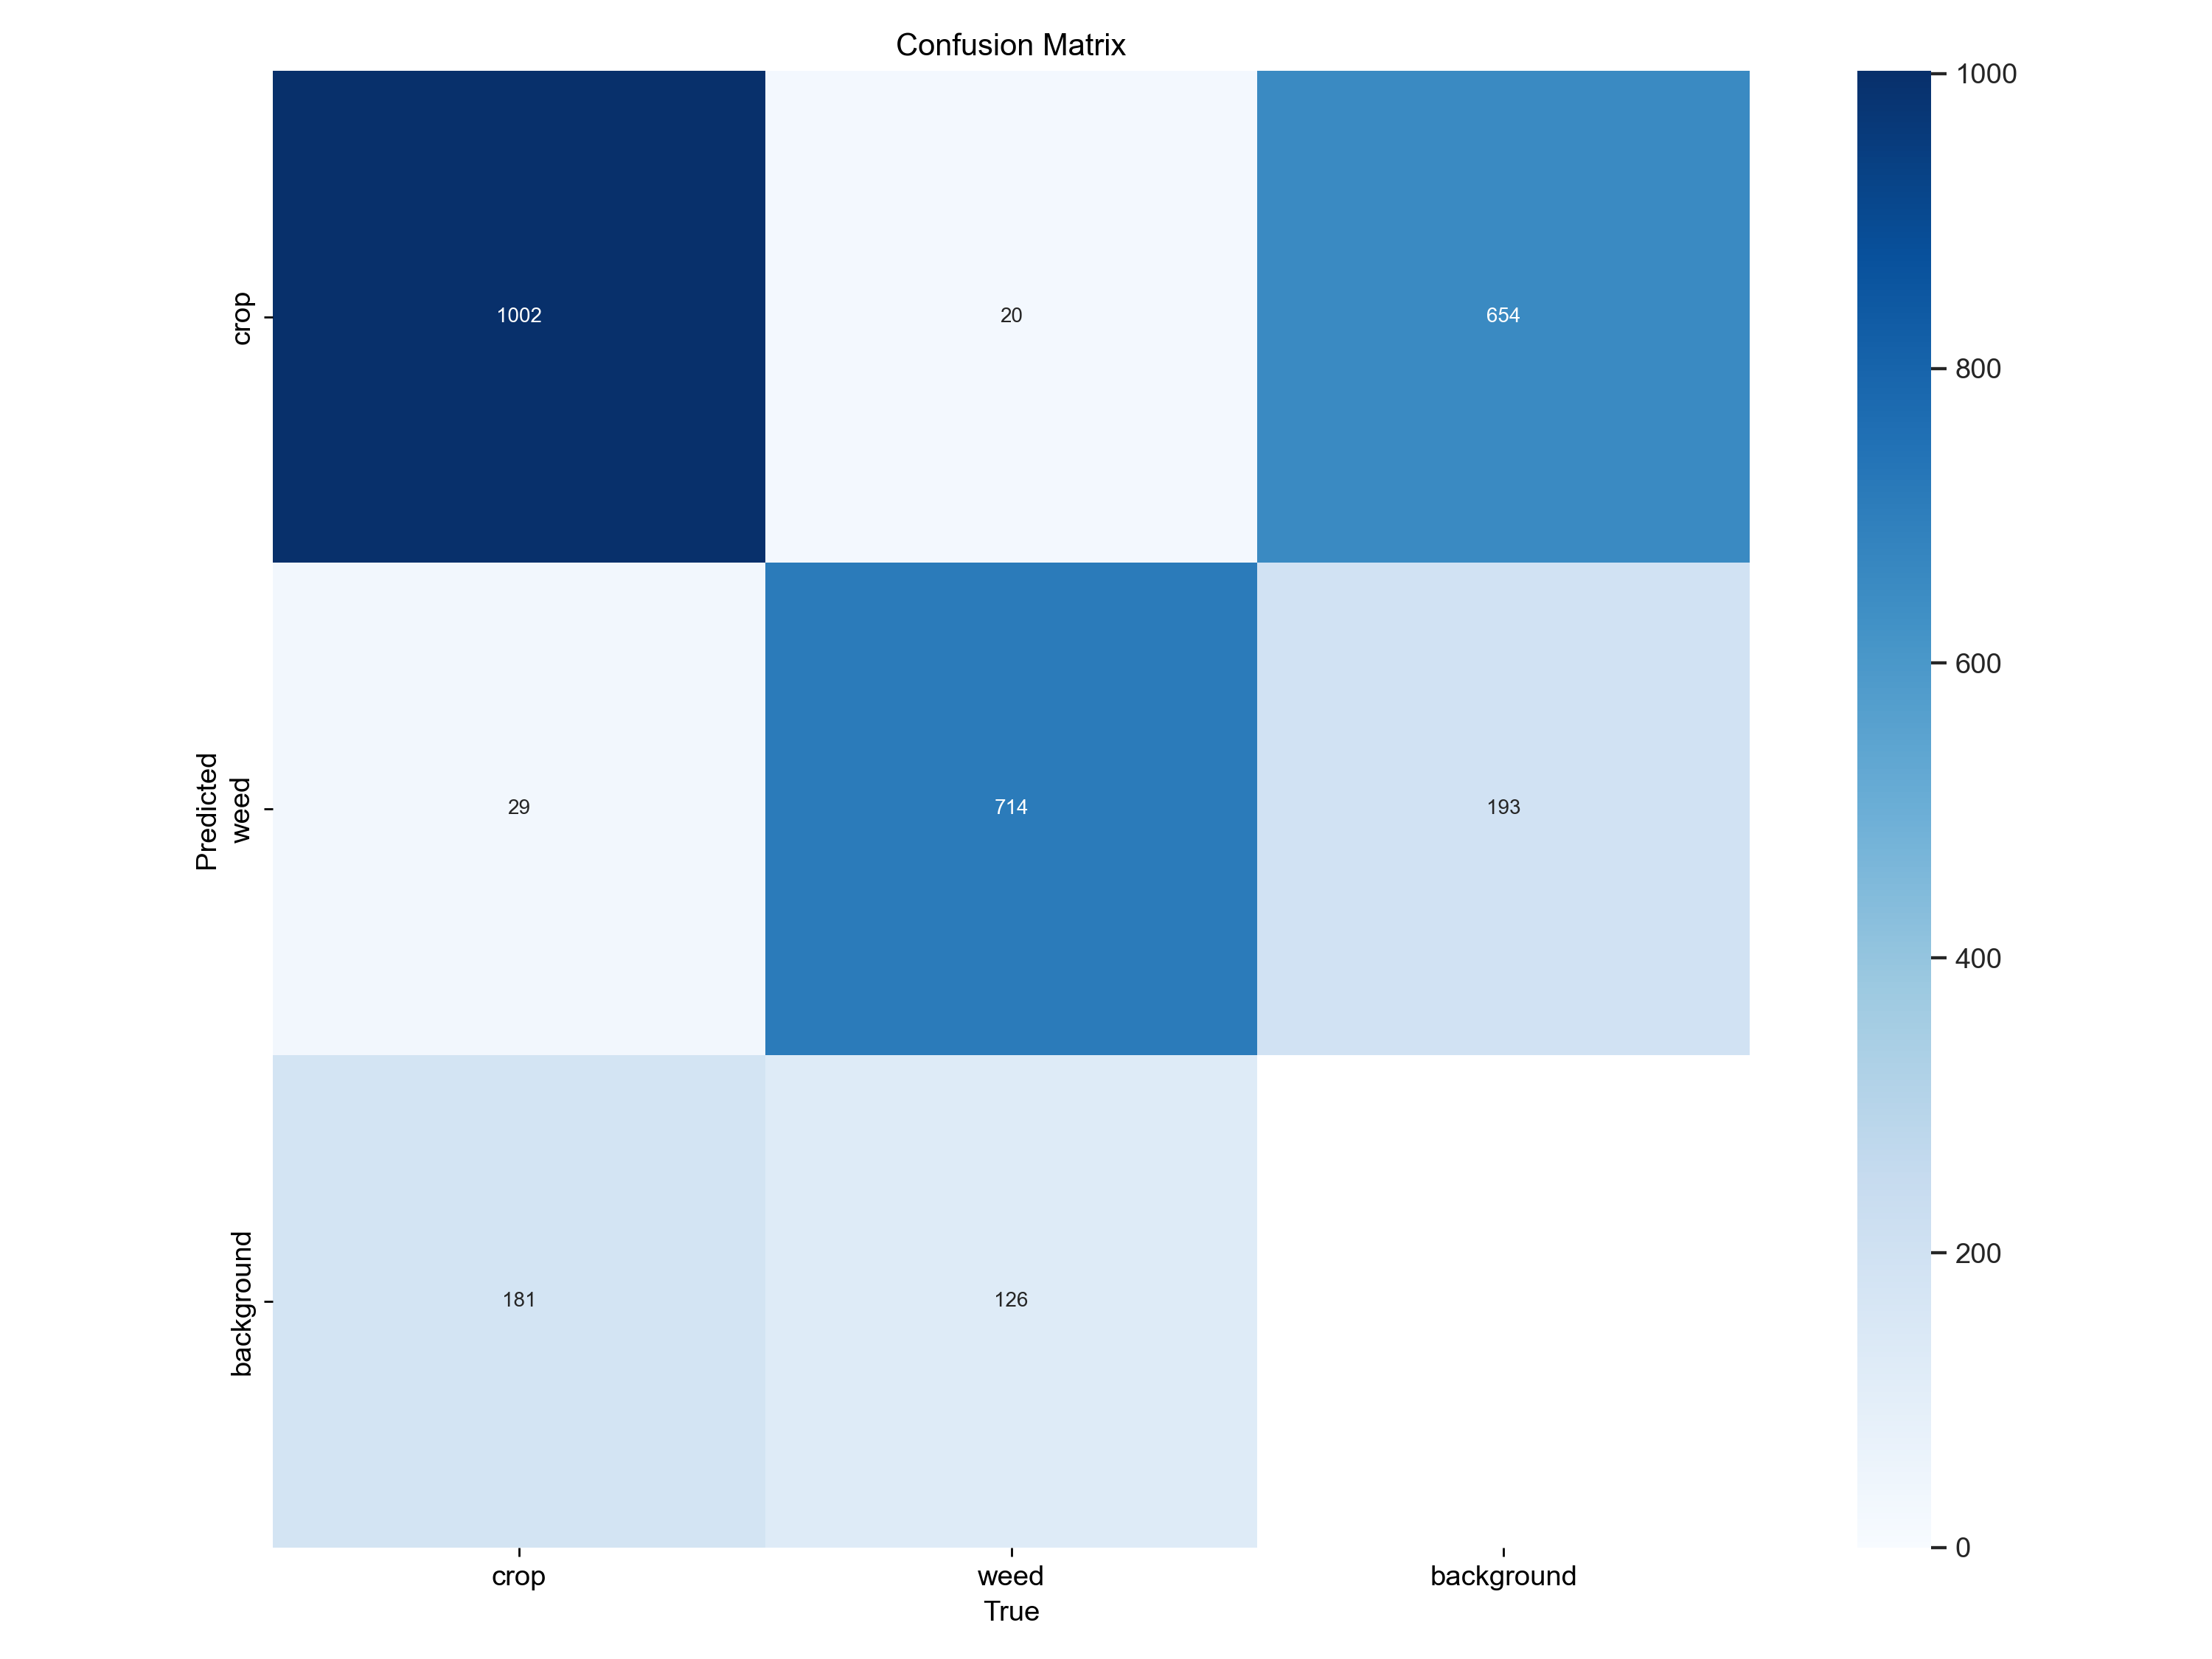 Confusion Matrix
crop
1002
20
654
Predicted
weed
29
714
193
background
181
126
crop
weed
background
True
1000
800
600
400
200
0